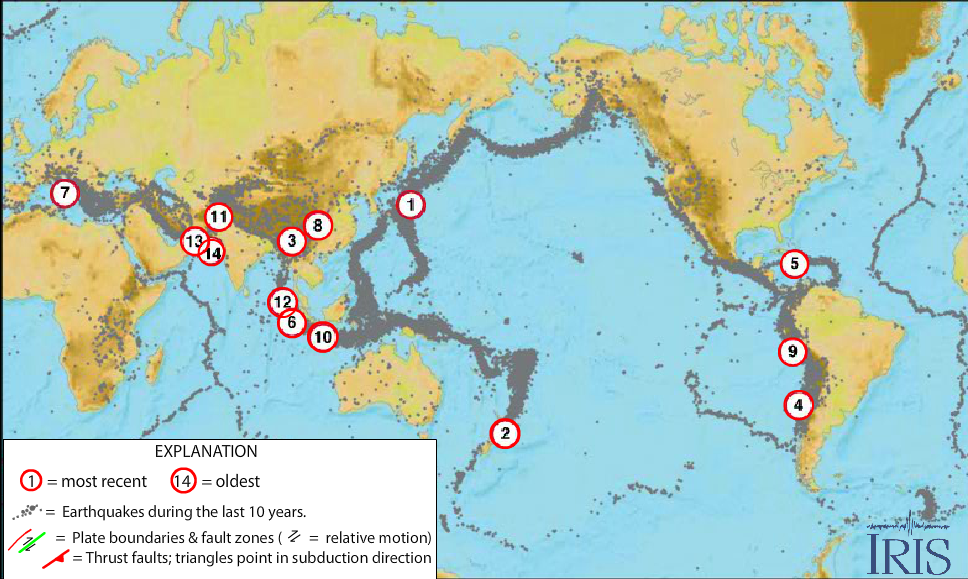 1
7
11
8
13
3
14
5
12
6
10
9
4
2
EXPLANATION
1 = most recent 14 = oldest
= Earthquakes during the last 10 years.
= Plate boundaries & fault zones ( = relative motion)
= Thrust faults; triangles point in subduction direction
IRIS